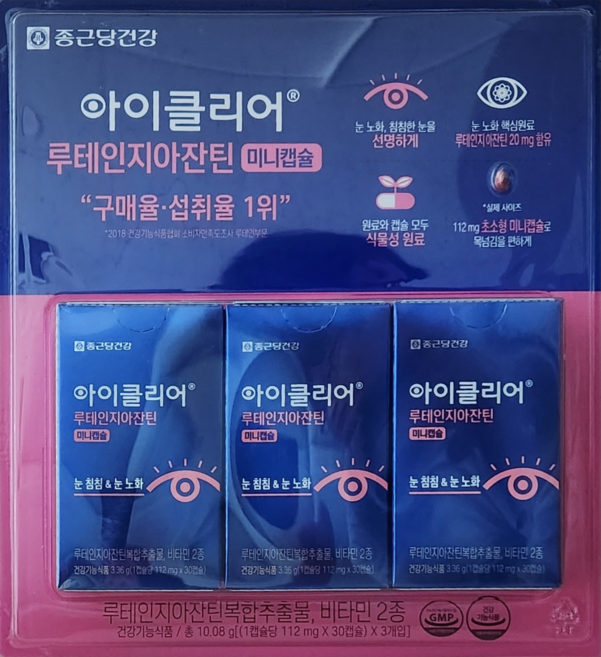 종근당건강
아이클리어®
루테인지아잔틴 미니캡슐
"구매율·섭취율 1위"
*2018 건강기능식품협회 소비자만족도조사 루테인부문
눈 노화, 침침한 눈을
선명하게
눈 노화 핵심원료
루테인지아잔틴 20 mg 함유
원료와 캡슐 모두
식물성 원료
*실제 사이즈
112 mg 초소형 미니캡슐로
목넘김을 편하게
종근당건강
아이클리어®
루테인지아잔틴
미니캡슐
눈 침침 & 눈 노화
루테인지아잔틴복합추출물, 비타민 2종
건강기능식품 3.36 g(1캡슐당 112 mg x 30캡슐)
종근당건강
아이클리어®
루테인지아잔틴
미니캡슐
눈 침침 & 눈 노화
루테인지아잔틴복합추출물, 비타민 2종
건강기능식품 3.36 g(1캡슐당 112 mg x 30캡슐)
종근당건강
아이클리어®
루테인지아잔틴
미니캡슐
눈 침침 & 눈 노화
루테인지아잔틴복합추출물, 비타민 2종
건강기능식품 3.36 g(1캡슐당 112 mg x 30캡슐)
루테인지아잔틴복합추출물, 비타민 2종
건강기능식품 / 총 10.08 g[(1캡슐당 112 mg X 30캡슐) X 3개입]
GMP
건강
기능식품